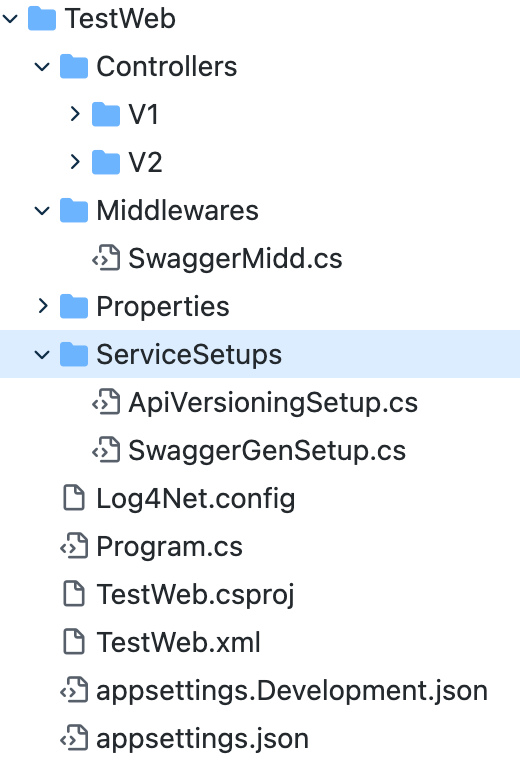 TestWeb
Controllers
V1
V2
Middlewares
SwaggerMidd.cs
Properties
ServiceSetups
ApiVersioningSetup.cs
SwaggerGenSetup.cs
Log4Net.config
Program.cs
TestWeb.csproj
TestWeb.xml
appsettings.Development.json
appsettings.json